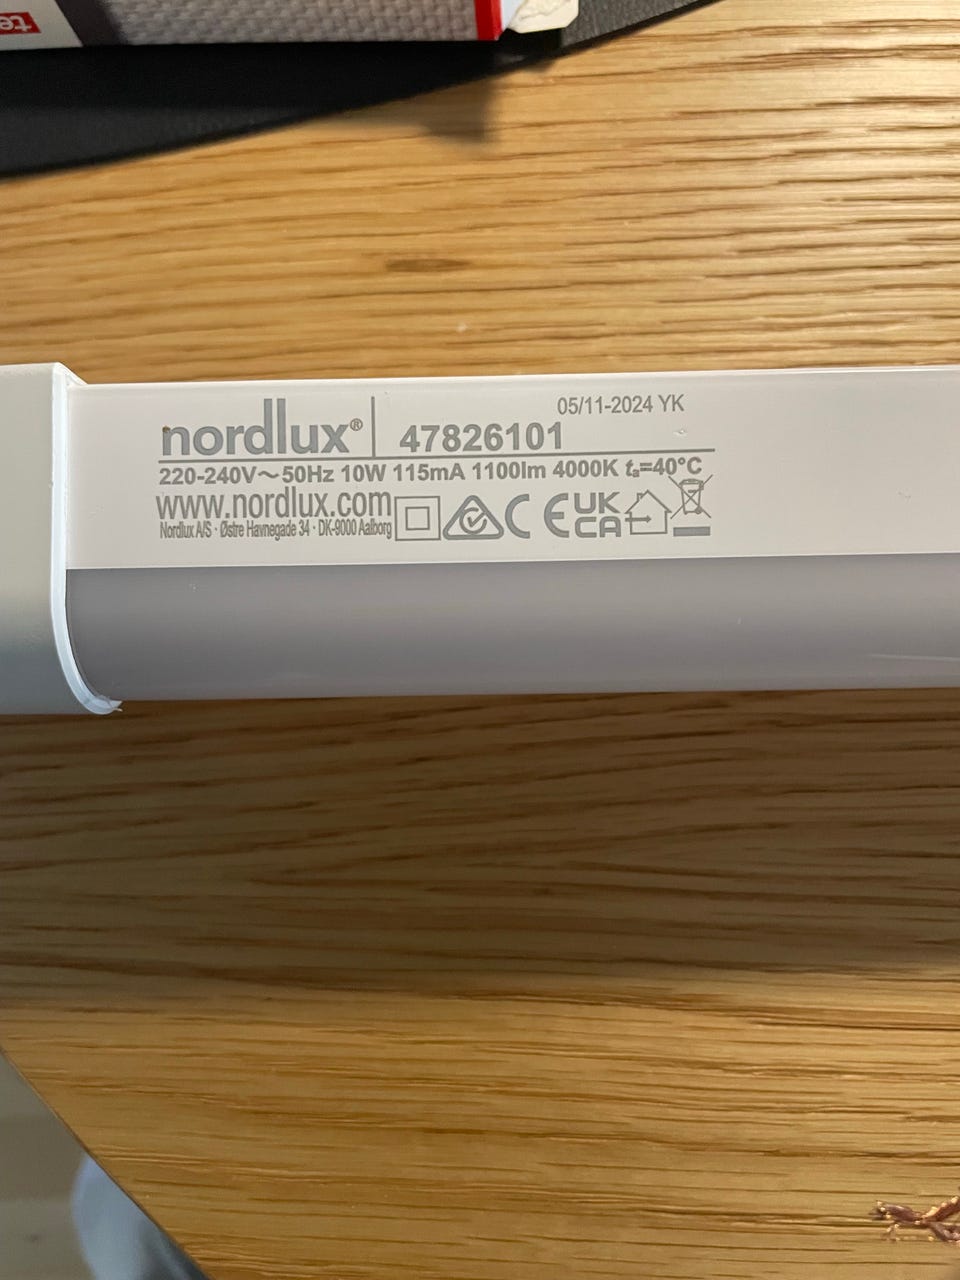 05/11-2024 YK
nordlux® 47826101
220-240V~50Hz 10W 115mA 1100lm 4000K tₐ=40°C
www.nordlux.com
Nordlux A/S · Østre Havnegade 34 · DK-9000 Aalborg
CE
UK
CA